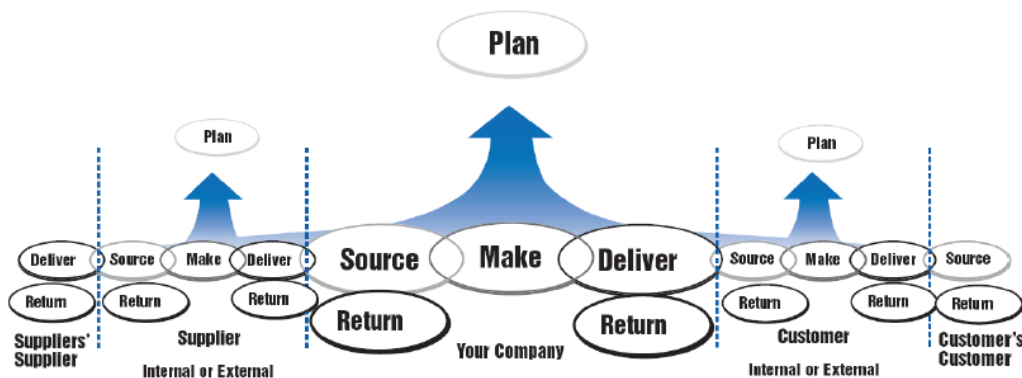 Plan
Plan
Plan
Deliver
Source
Make
Deliver
Source
Make
Deliver
Source
Make
Deliver
Source
Return
Return
Return
Return
Return
Return
Return
Return
Suppliers'
Supplier
Supplier
Your Company
Customer
Customer's
Customer
Internal or External
Internal or External